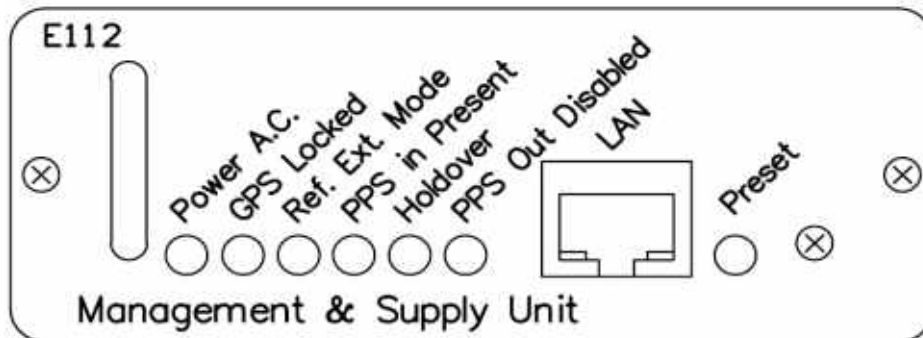 E112
Power A.C.
GPS Locked
Ref. Ext. Mode
PPS in Present
Holdover
PPS Out Disabled
LAN
Preset
Management & Supply Unit